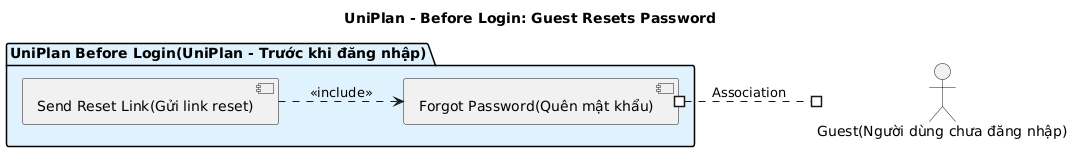 UniPlan - Before Login: Guest Resets Password
UniPlan Before Login(UniPlan - Trước khi đăng nhập)
Send Reset Link(Gửi link reset)
«include»
Forgot Password(Quên mật khẩu)
Association
Guest(Người dùng chưa đăng nhập)